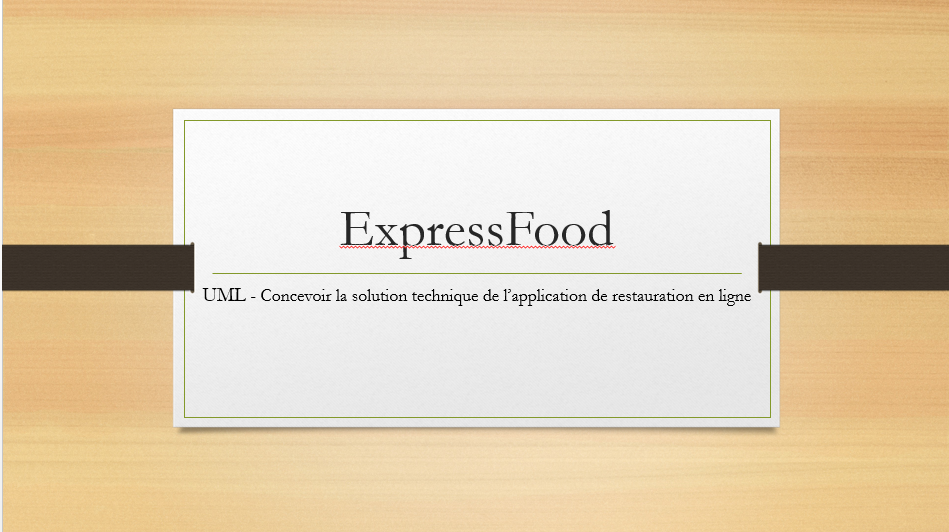 ExpressFood
UML - Concevoir la solution technique de l’application de restauration en ligne